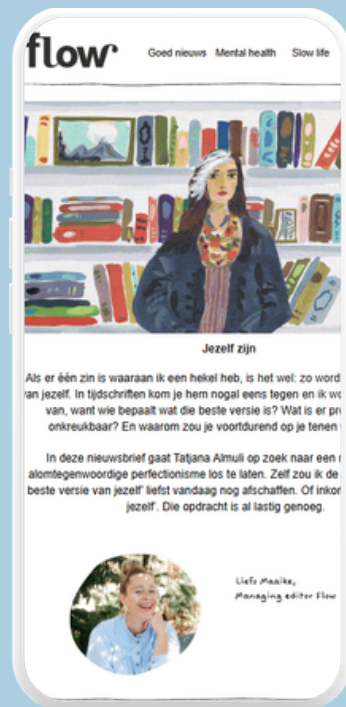 flow
Goed nieuws Mental health Slow life
Jezelf zijn
Als er één zin is waaraan ik een hekel heb, is het wel: zo word
van jezelf. In tijdschriften kom je hem nogal eens tegen en ik wo
van, want wie bepaalt wat die beste versie is? Wat is er pr
onkreukbaar? En waarom zou je voortdurend op je tenen
In deze nieuwsbrief gaat Tatjana Almuli op zoek naar een
alomtegenwoordige perfectionisme los te laten. Zelf zou ik de
beste versie van jezelf' liefst vandaag nog afschaffen. Of inkor
jezelf'. Die opdracht is al lastig genoeg.
Liefs Maaike,
Managing editor Flow